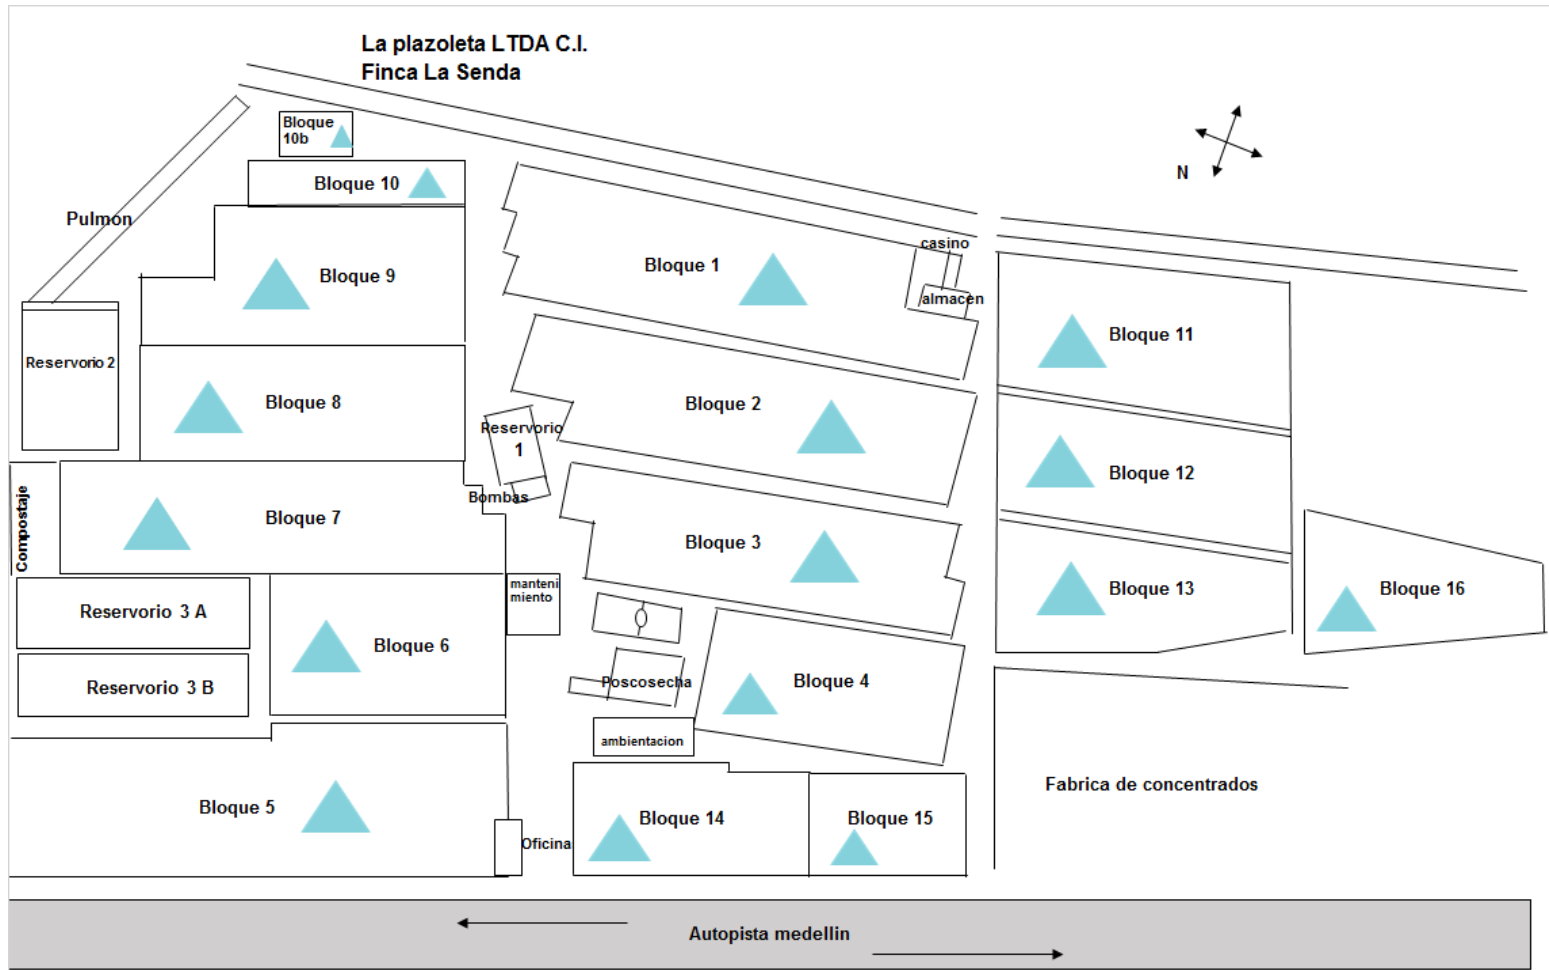 La plazoleta LTDA C.I.
Finca La Senda
Bloque
10b
Bloque 10
N
Pulmon
casino
Bloque 1
Bloque 9
almacen
Bloque 11
Reservorio 2
Bloque 8
Bloque 2
Reservorio
1
Bloque 12
Bombas
Compostaje
Bloque 7
Bloque 3
manteni
miento
Bloque 13
Bloque 16
Reservorio 3 A
Bloque 6
Reservorio 3 B
Poscosecha
Bloque 4
ambientacion
Fabrica de concentrados
Bloque 5
Bloque 14
Bloque 15
Oficina
Autopista medellin